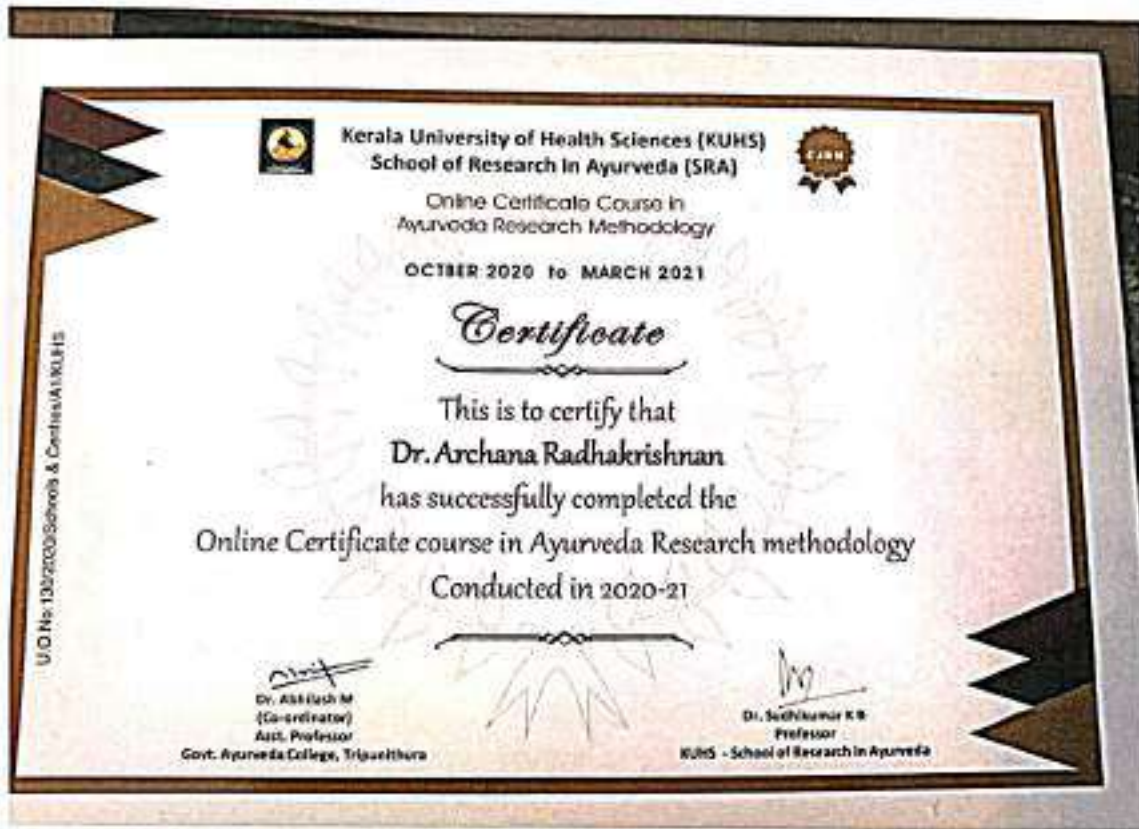 Kerala University of Health Sciences (KUHS)
School of Research in Ayurveda (SRA)
Online Certificate Course in
Ayurveda Research Methodology
OCTBER 2020 to MARCH 2021
Certificate
This is to certify that
Dr. Archana Radhakrishnan
has successfully completed the
Online Certificate course in Ayurveda Research methodology
Conducted in 2020-21
U.O.No:130/2020/Schools & Centres/A1/KUHS
Dr. Abhilash M
(Co-ordinator)
Asst. Professor
Govt. Ayurveda College, Tripunithura
Dr. Sudhikumar K B
Professor
KUHS - School of Research in Ayurveda